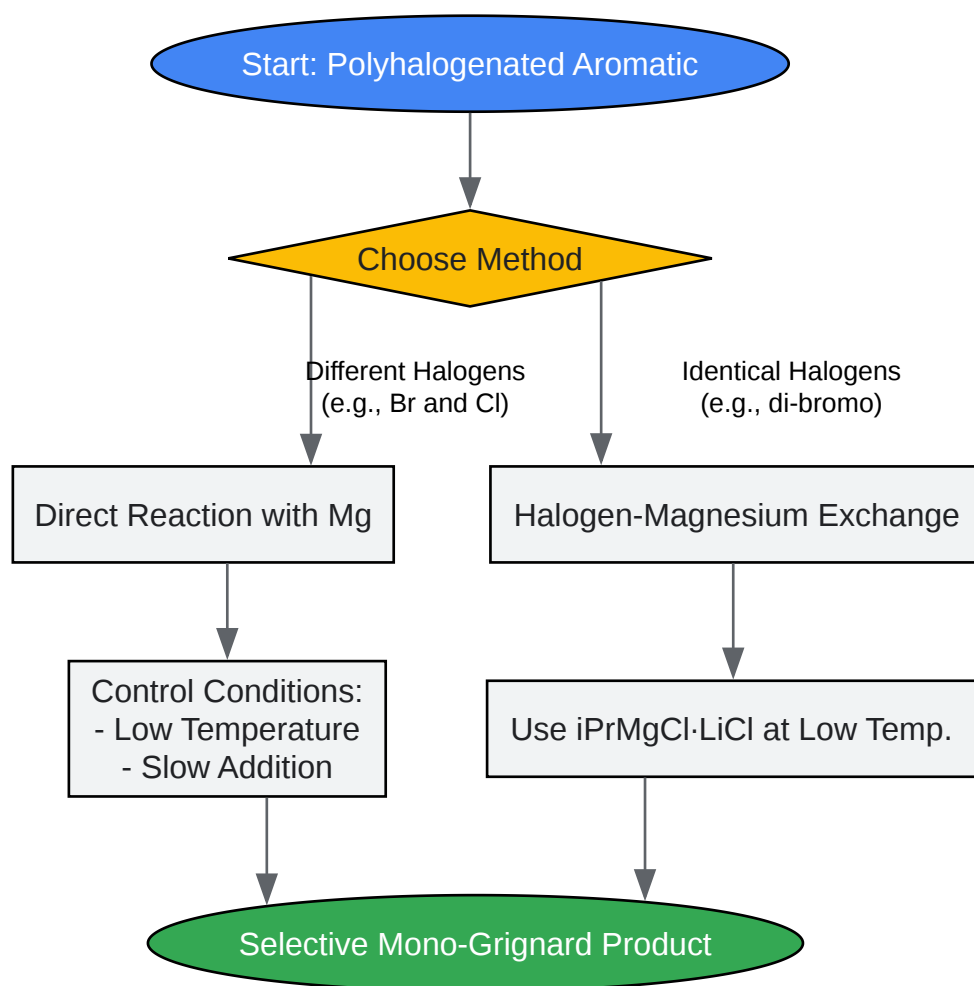 Start: Polyhalogenated Aromatic
Choose Method
Different Halogens
(e.g., Br and Cl)
Identical Halogens
(e.g., di-bromo)
Direct Reaction with Mg
Halogen-Magnesium Exchange
Control Conditions:
- Low Temperature
- Slow Addition
Use iPrMgCl·LiCl at Low Temp.
Selective Mono-Grignard Product